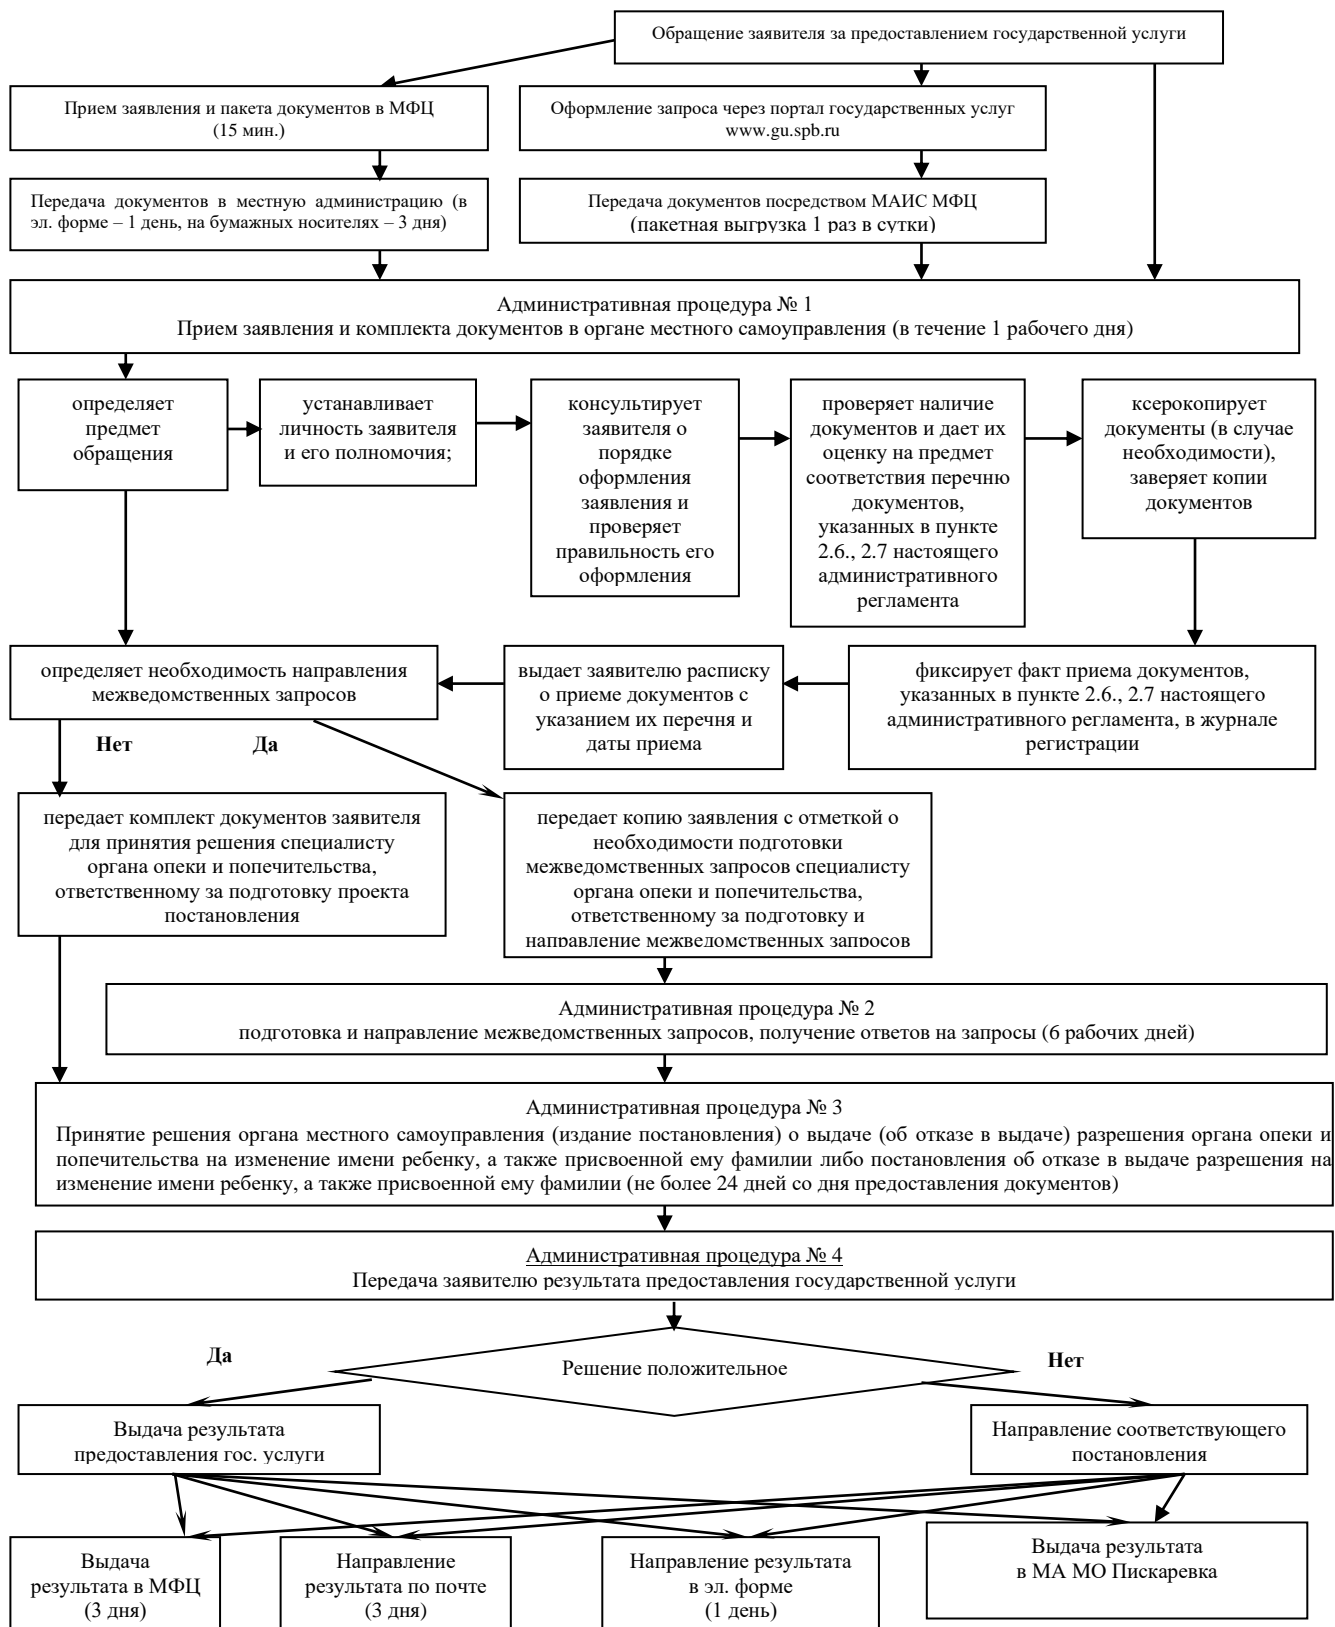 Обращение заявителя за предоставлением государственной услуги
Прием заявления и пакета документов в МФЦ
(15 мин.)
Оформление запроса через портал государственных услуг
www.gu.spb.ru
Передача документов в местную администрацию (в
эл. форме – 1 день, на бумажных носителях – 3 дня)
Передача документов посредством МАИС МФЦ
(пакетная выгрузка 1 раз в сутки)
Административная процедура № 1
Прием заявления и комплекта документов в органе местного самоуправления (в течение 1 рабочего дня)
определяет
предмет
обращения
устанавливает
личность заявителя
и его полномочия;
консультирует
заявителя о
порядке
оформления
заявления и
проверяет
правильность его
оформления
проверяет наличие
документов и дает их
оценку на предмет
соответствия перечню
документов,
указанных в пункте
2.6., 2.7 настоящего
административного
регламента
ксерокопирует
документы (в случае
необходимости),
заверяет копии
документов
определяет необходимость направления
межведомственных запросов
выдает заявителю расписку
о приеме документов с
указанием их перечня и
даты приема
фиксирует факт приема документов,
указанных в пункте 2.6., 2.7 настоящего
административного регламента, в журнале
регистрации
Нет
Да
передает комплект документов заявителя
для принятия решения специалисту
органа опеки и попечительства,
ответственному за подготовку проекта
постановления
передает копию заявления с отметкой о
необходимости подготовки
межведомственных запросов специалисту
органа опеки и попечительства,
ответственному за подготовку и
направление межведомственных запросов
Административная процедура № 2
подготовка и направление межведомственных запросов, получение ответов на запросы (6 рабочих дней)
Административная процедура № 3
Принятие решения органа местного самоуправления (издание постановления) о выдаче (об отказе в выдаче) разрешения органа опеки и
попечительства на изменение имени ребенку, а также присвоенной ему фамилии либо постановления об отказе в выдаче разрешения на
изменение имени ребенку, а также присвоенной ему фамилии (не более 24 дней со дня предоставления документов)
Административная процедура № 4
Передача заявителю результата предоставления государственной услуги
Да
Решение положительное
Нет
Выдача результата
предоставления гос. услуги
Направление соответствующего
постановления
Выдача
результата в МФЦ
(3 дня)
Направление
результата по почте
(3 дня)
Направление результата
в эл. форме
(1 день)
Выдача результата
в МА МО Пискаревка